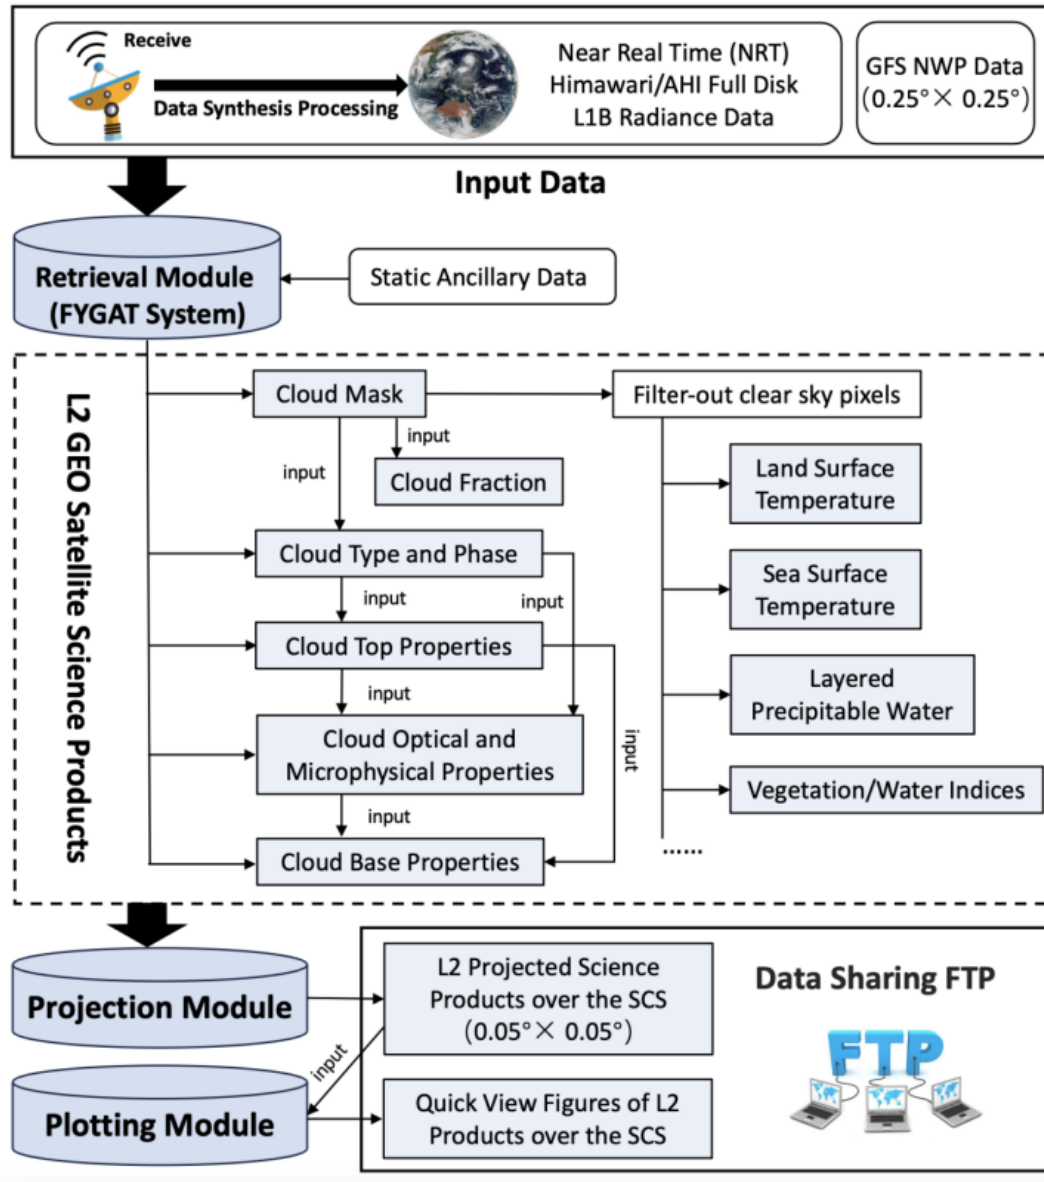 Receive
Data Synthesis Processing
Near Real Time (NRT)
Himawari/AHI Full Disk
L1B Radiance Data
GFS NWP Data
(0.25°× 0.25°)
Input Data
Retrieval Module
(FYGAT System)
Static Ancillary Data
L2 GEO Satellite Science Products
Cloud Mask
Filter-out clear sky pixels
input
input
Cloud Fraction
Land Surface
Temperature
Cloud Type and Phase
input
input
Sea Surface
Temperature
Cloud Top Properties
input
Layered
Precipitable Water
Cloud Optical and
Microphysical Properties
input
Vegetation/Water Indices
input
Cloud Base Properties
......
Projection Module
L2 Projected Science
Products over the SCS
(0.05°× 0.05°)
Data Sharing FTP
FTP
input
Plotting Module
Quick View Figures of L2
Products over the SCS